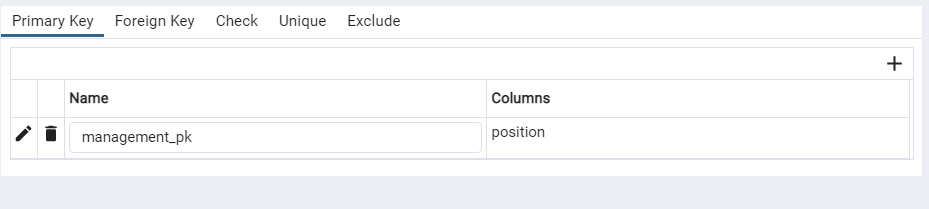 Primary Key Foreign Key Check Unique Exclude
Name Columns
management_pk position